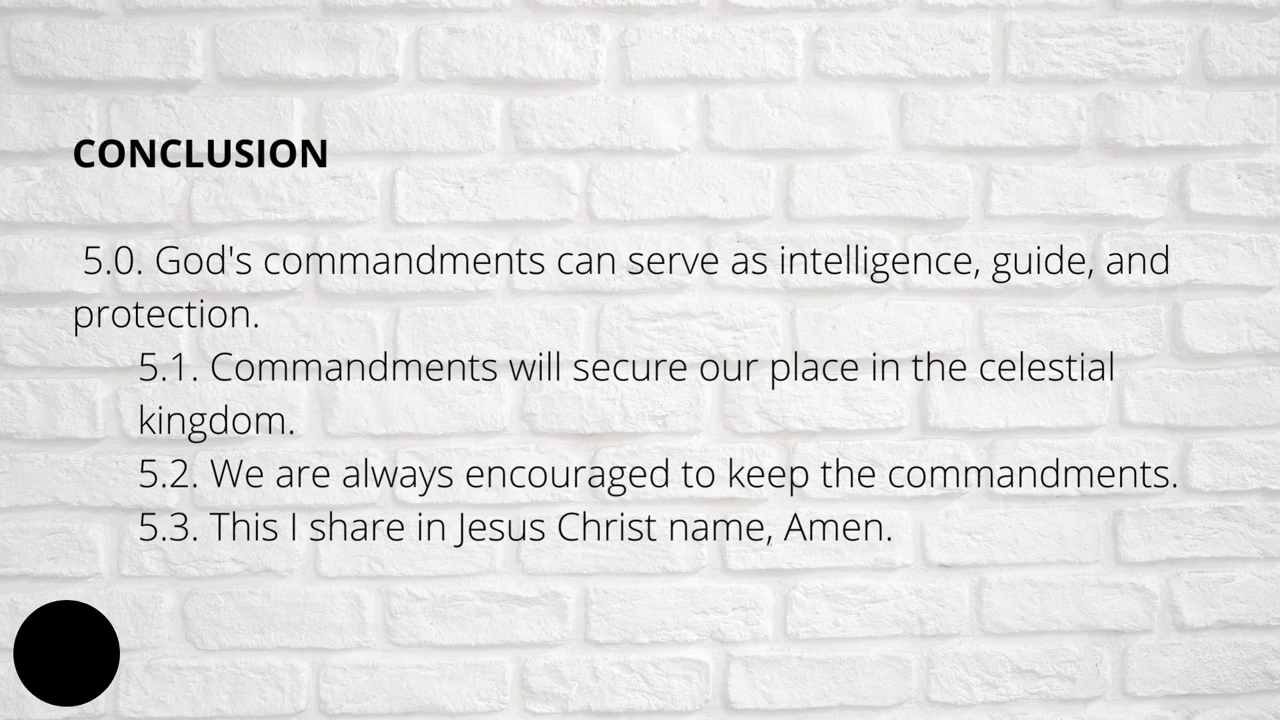 CONCLUSION
5.0. God's commandments can serve as intelligence, guide, and
protection.
5.1. Commandments will secure our place in the celestial
kingdom.
5.2. We are always encouraged to keep the commandments.
5.3. This I share in Jesus Christ name, Amen.